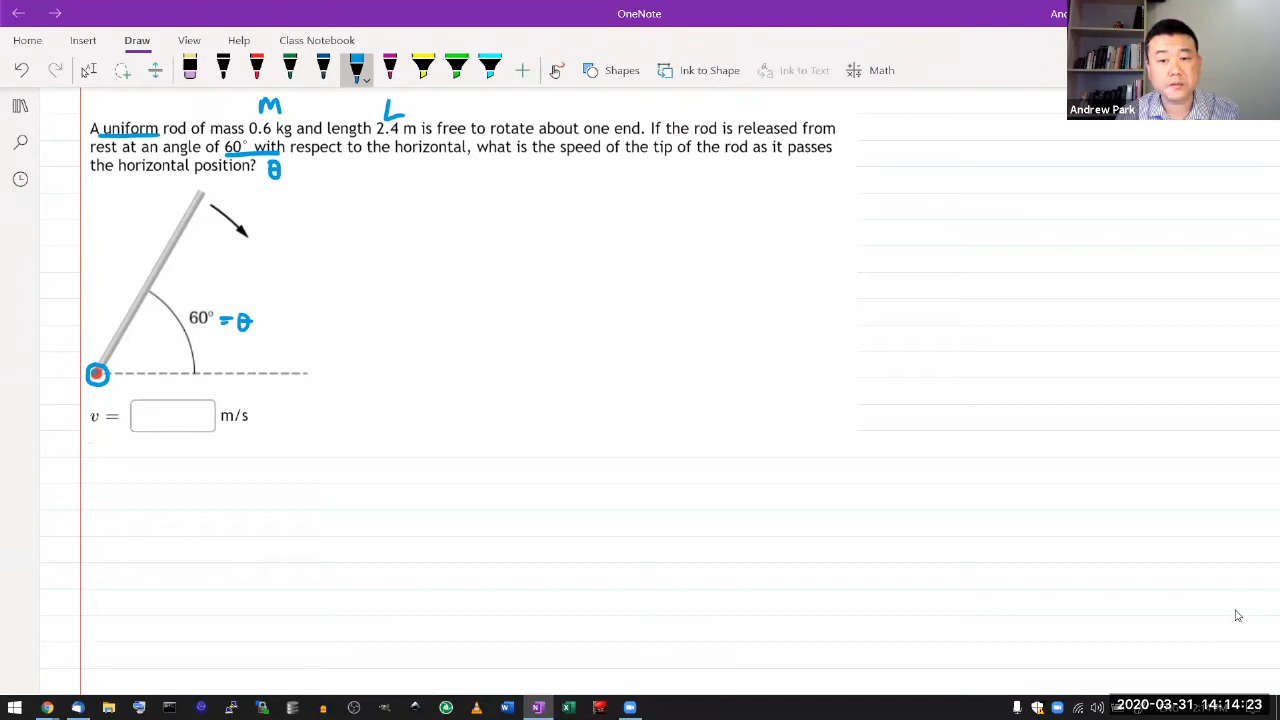 OneNote
An
Home Insert Draw View Help Class Notebook
Shapes Ink to Shape Ink to Text Math
Andrew Park
M L
A uniform rod of mass 0.6 kg and length 2.4 m is free to rotate about one end. If the rod is released from
rest at an angle of 60° with respect to the horizontal, what is the speed of the tip of the rod as it passes
the horizontal position? θ
60° = θ
v = m/s
2020-03-31 14:14:23